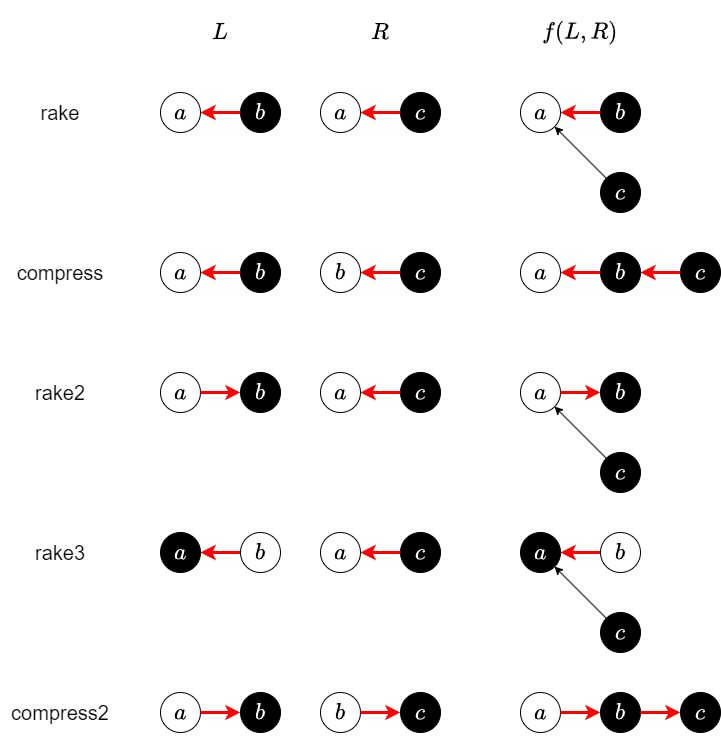 L R f(L, R)
rake a b a c a b
c
compress a b b c a b c
rake2 a b a c a b
c
rake3 a b a c a b
c
compress2 a b b c a b c